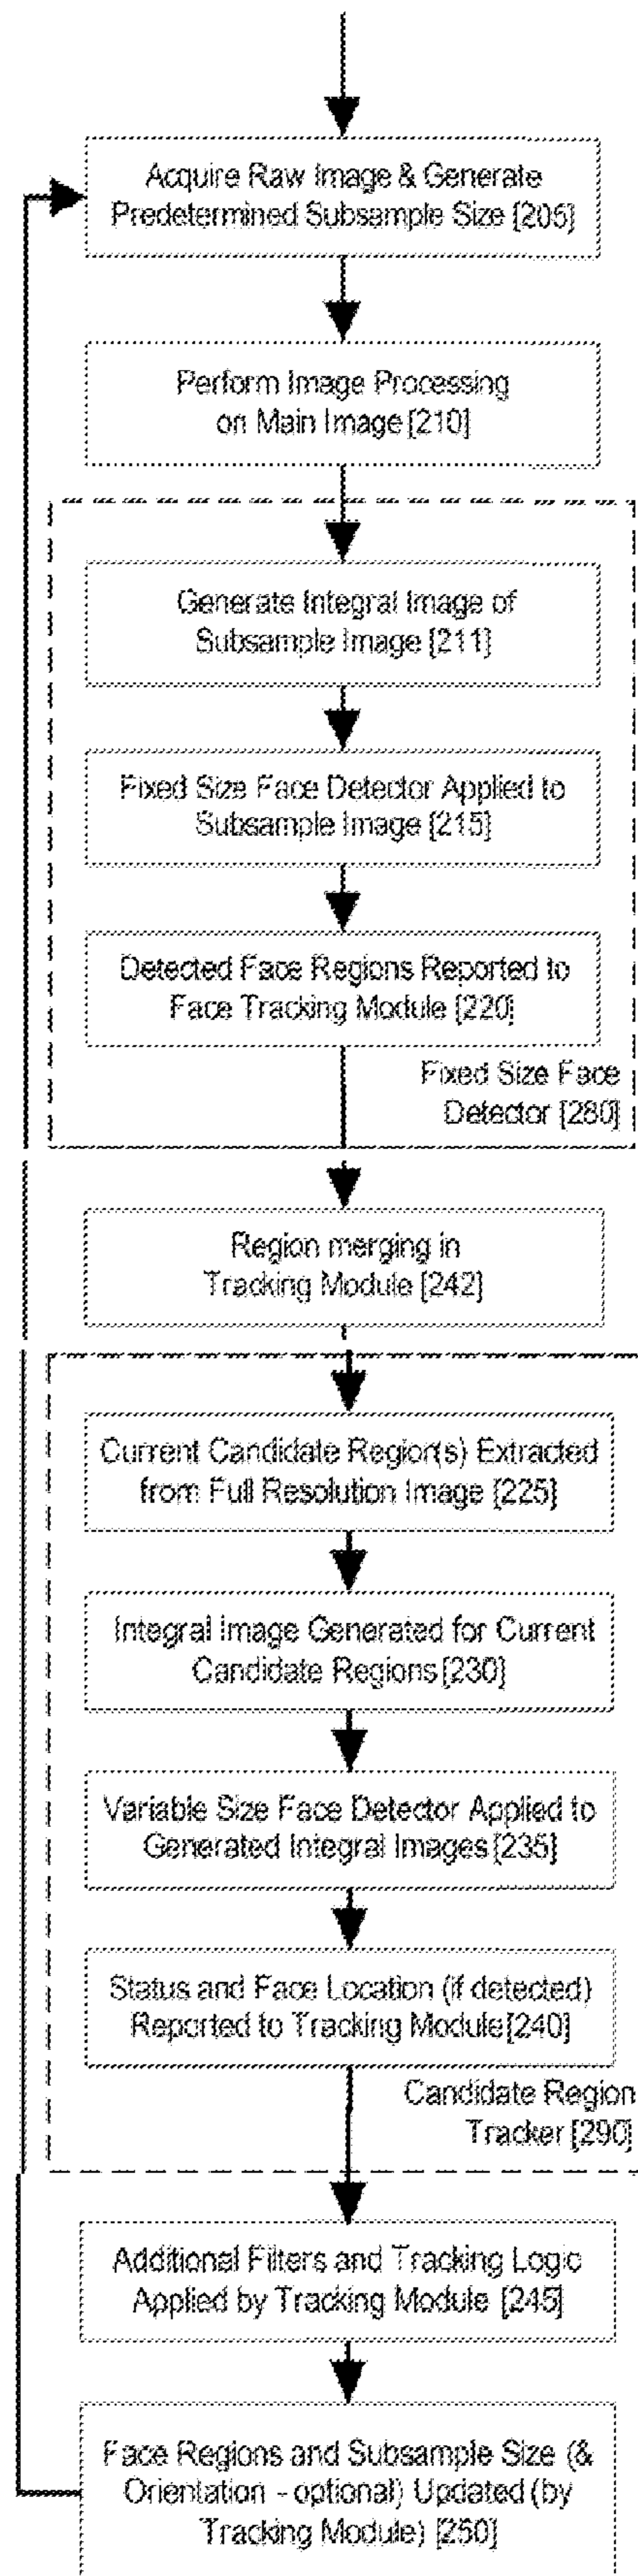 Acquire Raw Image & Generate
Predetermined Subsample Size [205]
Perform Image Processing
on Main Image [210]
Generate Integral Image of
Subsample Image [211]
Fixed Size Face Detector Applied to
Subsample Image [215]
Detected Face Regions Reported to
Face Tracking Module [220]
Fixed Size Face
Detector [280]
Region merging in
Tracking Module [242]
Current Candidate Region(s) Extracted
from Full Resolution Image [225]
Integral Image Generated for Current
Candidate Regions [230]
Variable Size Face Detector Applied to
Generated Integral Images [235]
Status and Face Location (if detected)
Reported to Tracking Module [240]
Candidate Region
Tracker [290]
Additional Filters and Tracking Logic
Applied by Tracking Module [245]
Face Regions and Subsample Size (&
Orientation - optional) Updated (by
Tracking Module) [250]